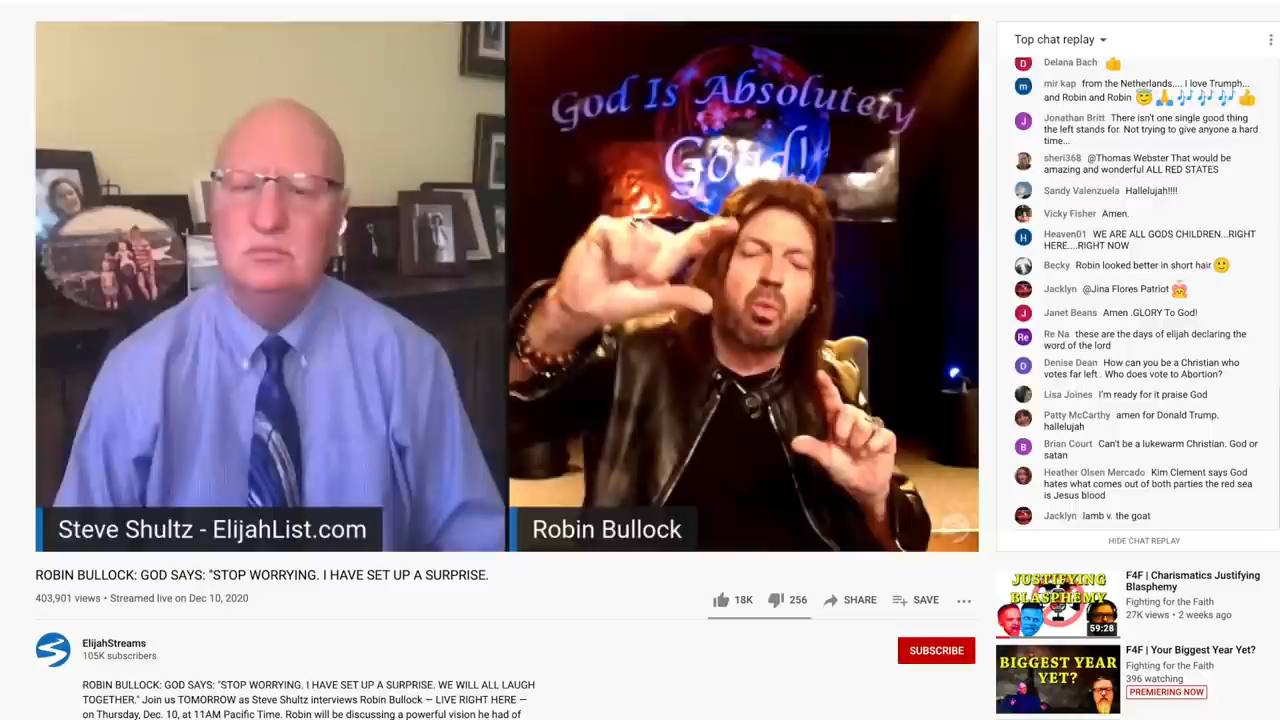 God Is Absolutely
Good!
Steve Shultz - ElijahList.com
Robin Bullock
ROBIN BULLOCK: GOD SAYS: "STOP WORRYING. I HAVE SET UP A SURPRISE.
403,901 views • Streamed live on Dec 10, 2020
18K
256
SHARE
SAVE
ElijahStreams
105K subscribers
SUBSCRIBE
ROBIN BULLOCK: GOD SAYS: "STOP WORRYING. I HAVE SET UP A SURPRISE. WE WILL ALL LAUGH
TOGETHER." Join us TOMORROW as Steve Shultz interviews Robin Bullock — LIVE RIGHT HERE —
on Thursday, Dec. 10, at 11AM Pacific Time. Robin will be discussing a powerful vision he had of
Top chat replay
D Delana Bach
m mir kap from the Netherlands.... I love Trumph...
and Robin and Robin
J Jonathan Britt There isn't one single good thing
the left stands for. Not trying to give anyone a hard
time...
sheri368 @Thomas Webster That would be
amazing and wonderful ALL RED STATES
Sandy Valenzuela Hallelujah!!!!
Vicky Fisher Amen.
H Heaven01 WE ARE ALL GODS CHILDREN...RIGHT
HERE....RIGHT NOW
Becky Robin looked better in short hair
Jacklyn @Jina Flores Patriot
J Janet Beans Amen .GLORY To God!
Re Re Na these are the days of elijah declaring the
word of the lord
D Denise Dean How can you be a Christian who
votes far left . Who does vote to Abortion?
Lisa Joines I'm ready for it praise God
Patty McCarthy amen for Donald Trump.
hallelujah
B Brian Court Can't be a lukewarm Christian. God or
satan
Heather Olsen Mercado Kim Clement says God
hates what comes out of both parties the red sea
is Jesus blood
Jacklyn lamb v. the goat
HIDE CHAT REPLAY
JUSTIFYING
BLASPHEMY
59:28
F4F | Charismatics Justifying
Blasphemy
Fighting for the Faith
27K views • 2 weeks ago
BIGGEST YEAR
YET?
F4F | Your Biggest Year Yet?
Fighting for the Faith
396 watching
PREMIERING NOW